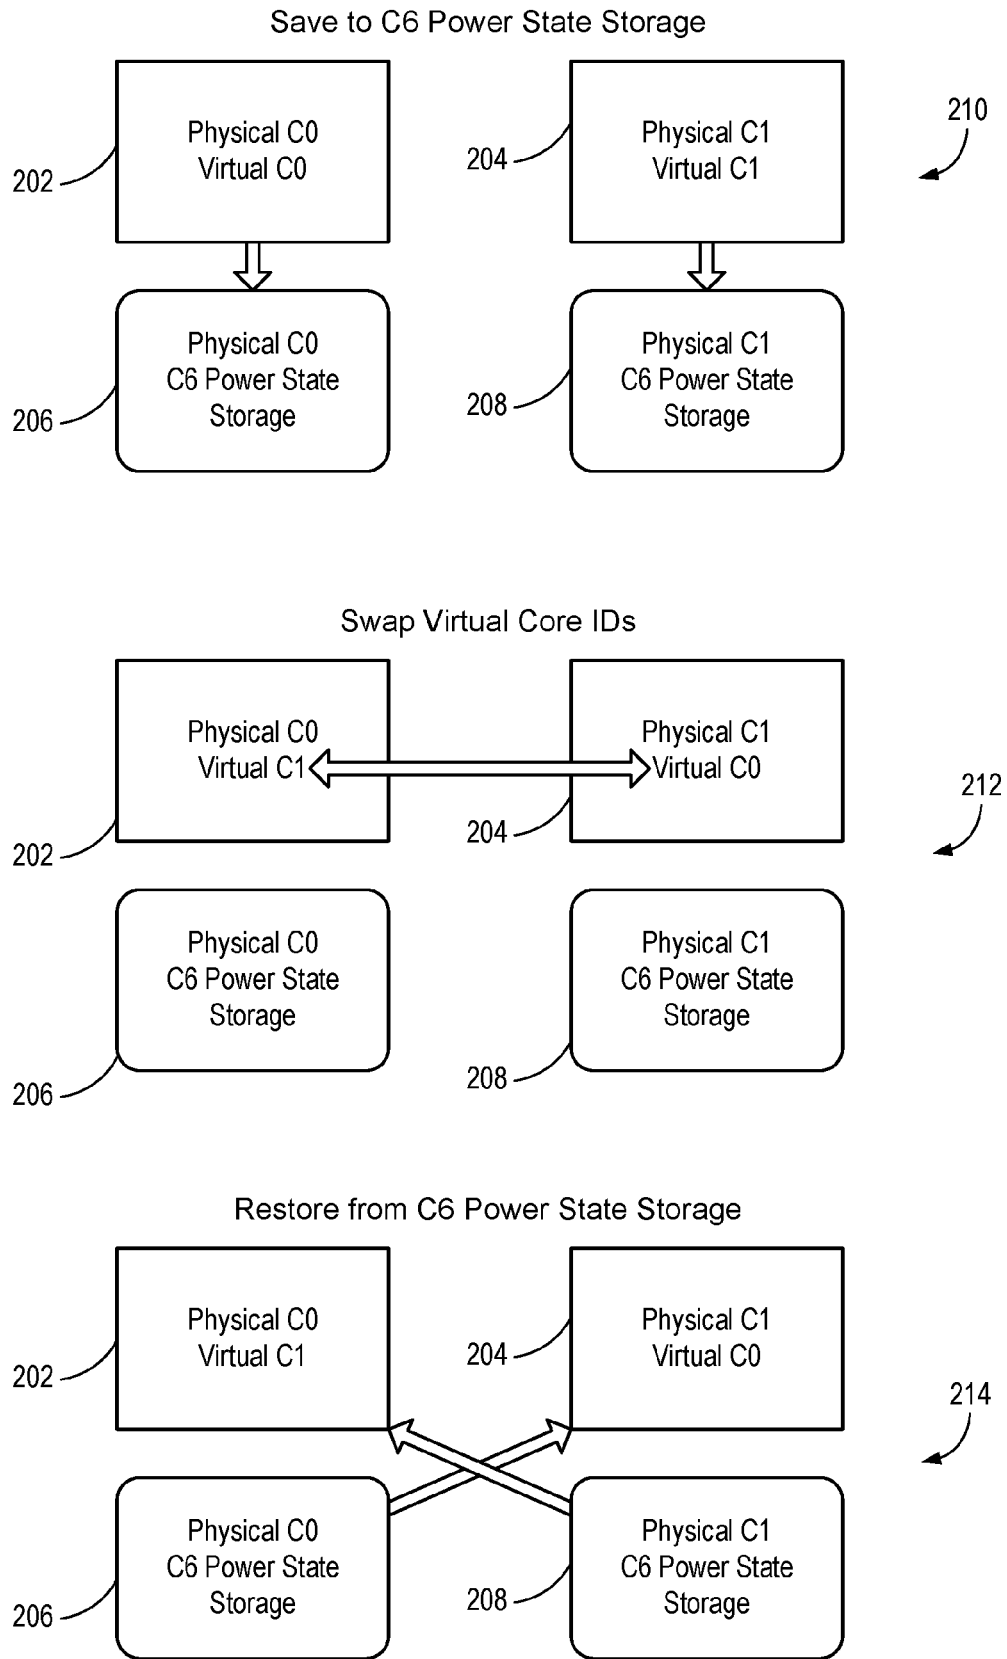 Save to C6 Power State Storage
Physical C0
Virtual C0
Physical C1
Virtual C1
210
202
204
Physical C0
C6 Power State
Storage
Physical C1
C6 Power State
Storage
206
208
Swap Virtual Core IDs
Physical C0
Virtual C1
Physical C1
Virtual C0
212
202
204
Physical C0
C6 Power State
Storage
Physical C1
C6 Power State
Storage
206
208
Restore from C6 Power State Storage
Physical C0
Virtual C1
Physical C1
Virtual C0
202
204
214
Physical C0
C6 Power State
Storage
Physical C1
C6 Power State
Storage
206
208